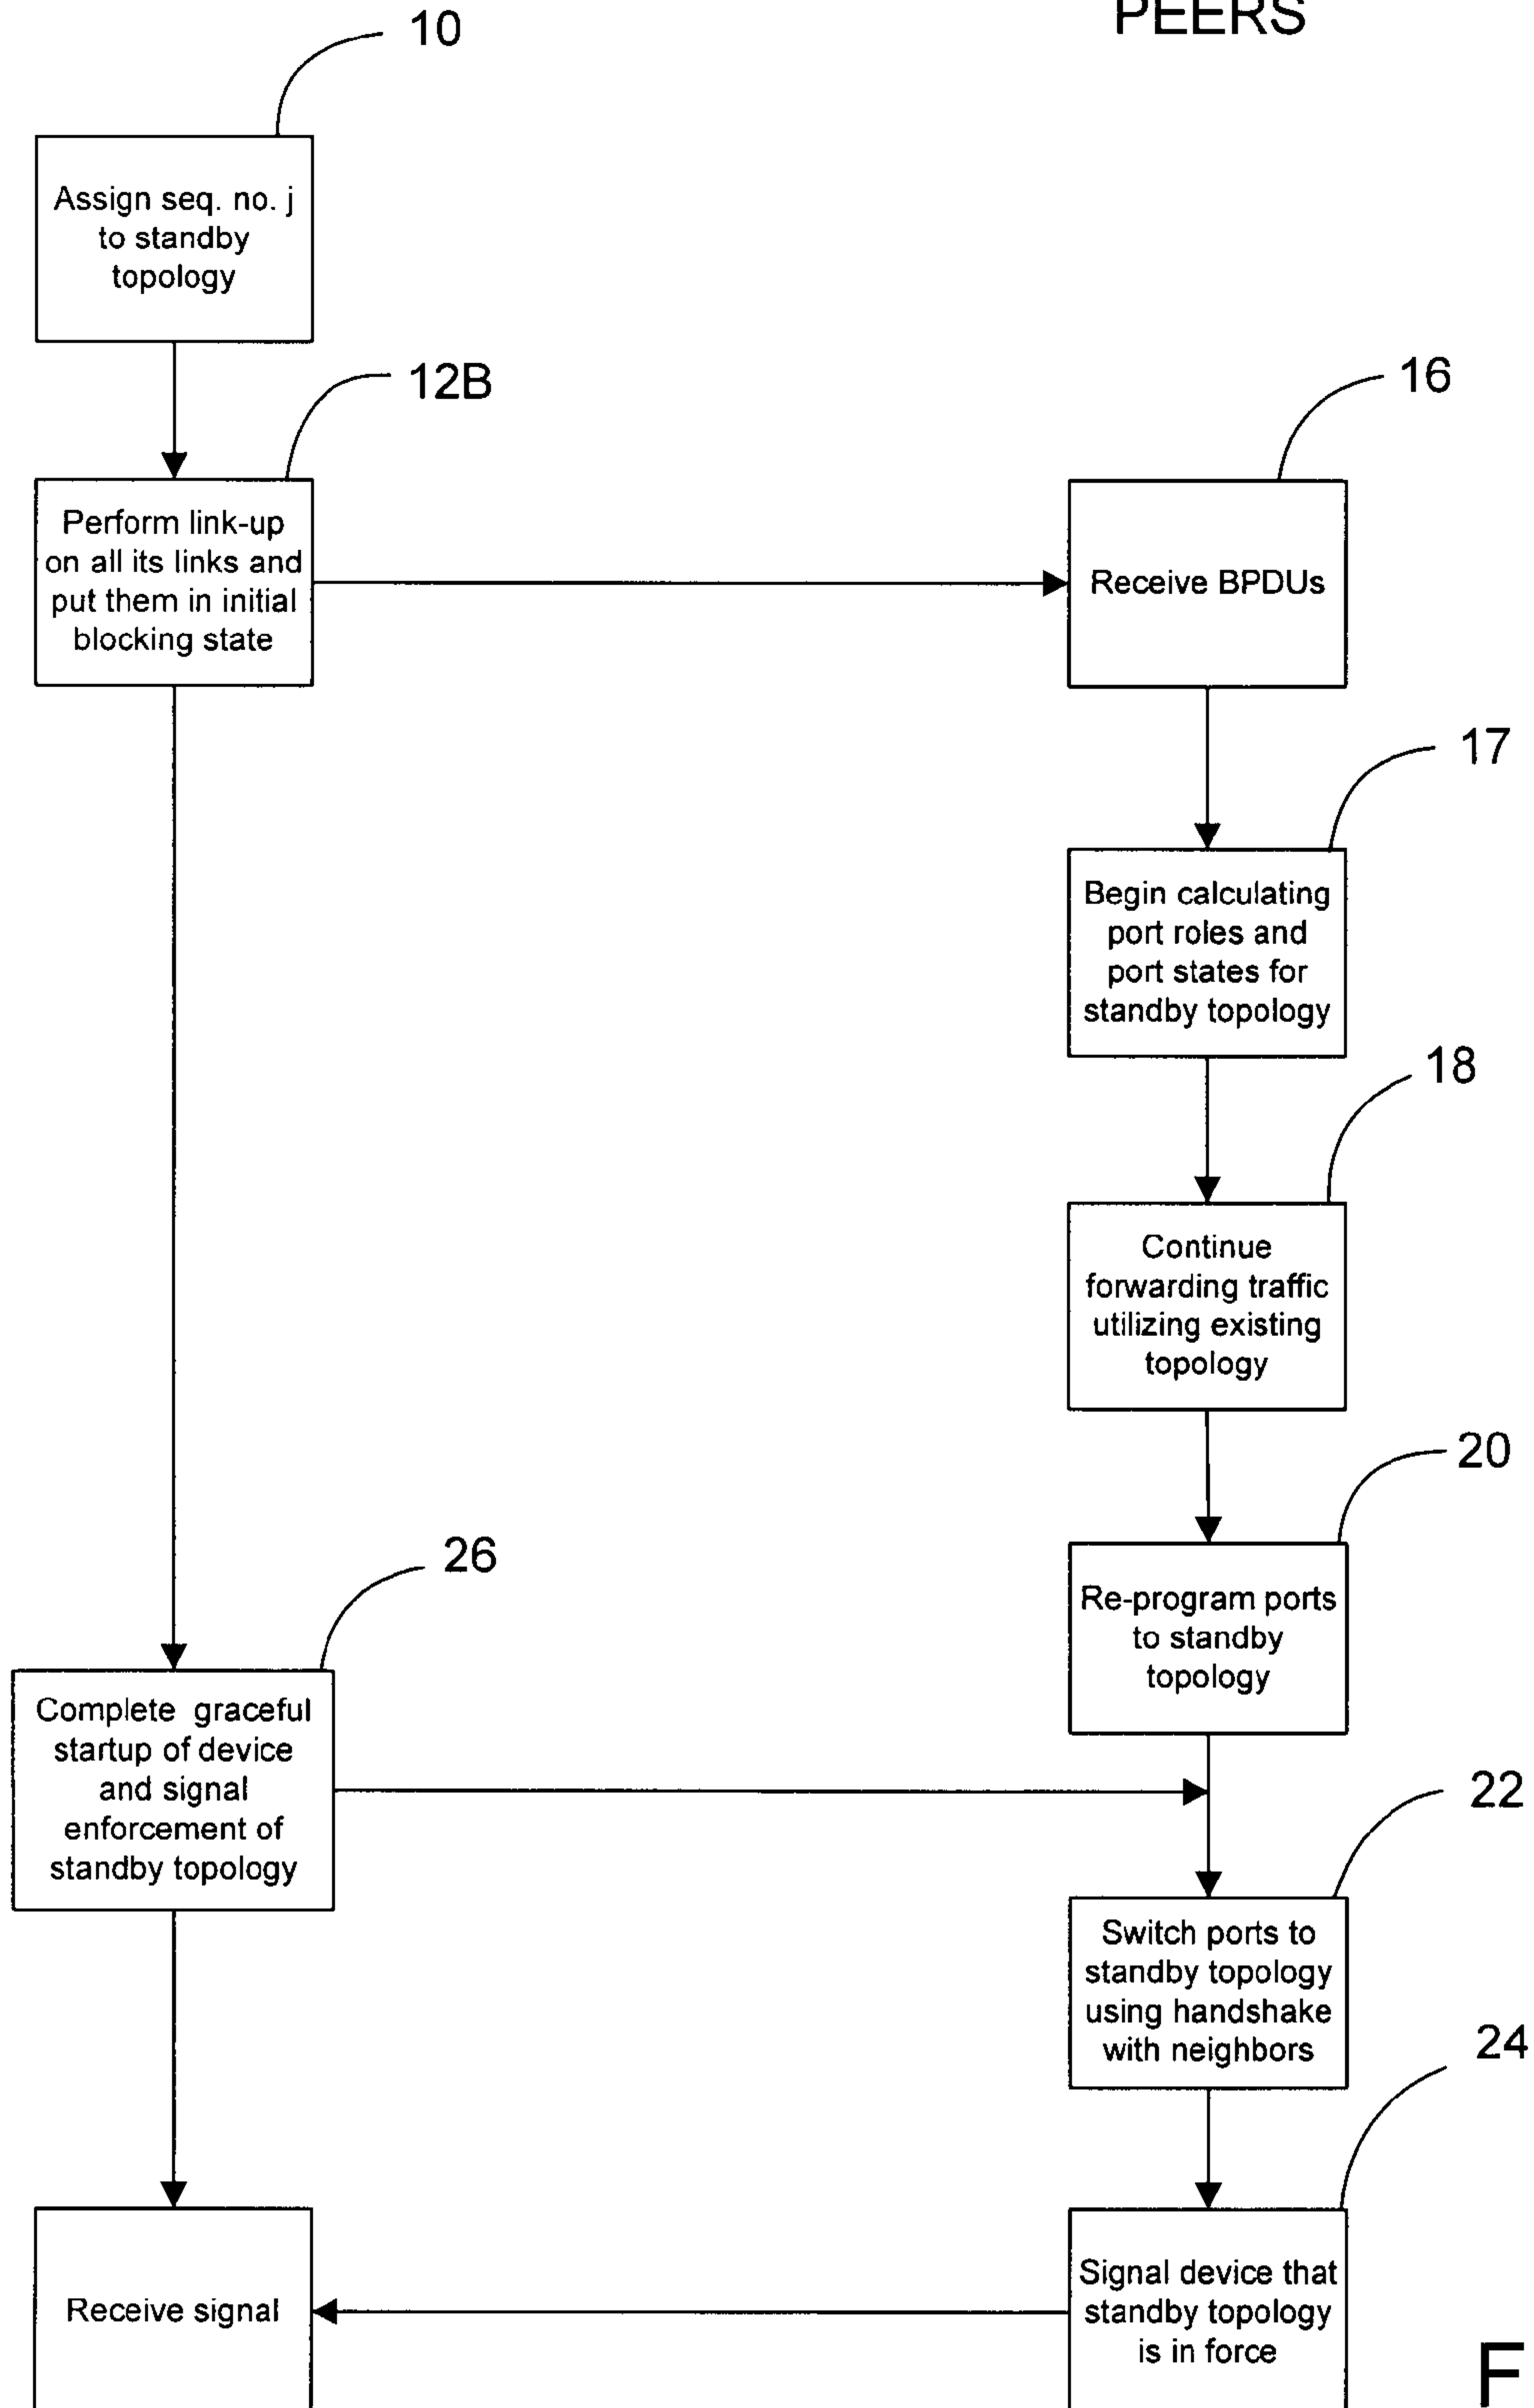 PEERS
10
Assign seq. no. j
to standby
topology
12B
Perform link-up
on all its links and
put them in initial
blocking state
16
Receive BPDUs
17
Begin calculating
port roles and
port states for
standby topology
18
Continue
forwarding traffic
utilizing existing
topology
20
Re-program ports
to standby
topology
26
Complete graceful
startup of device
and signal
enforcement of
standby topology
22
Switch ports to
standby topology
using handshake
with neighbors
24
Signal device that
standby topology
is in force
Receive signal
F